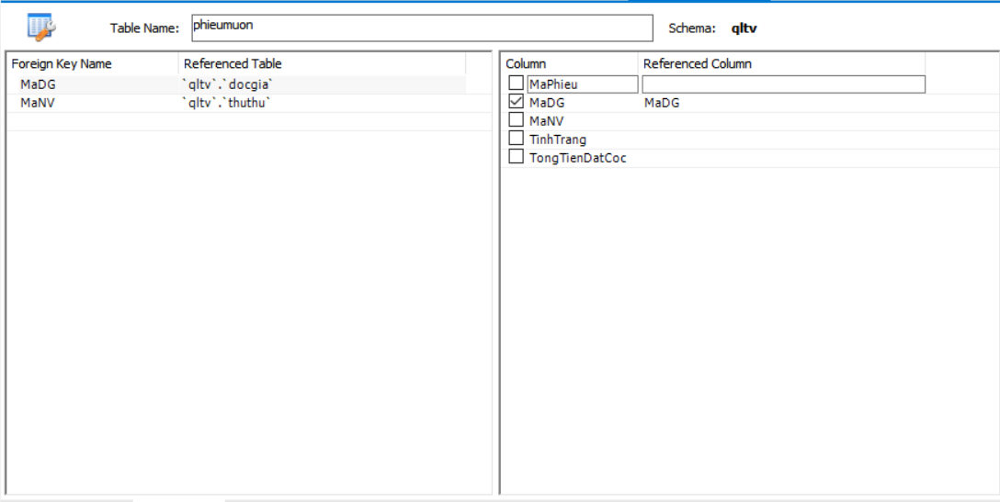 Table Name: phieumuon Schema: qltv
Foreign Key Name Referenced Table
MaDG `qltv`.`docgia`
MaNV `qltv`.`thuthu`
Column Referenced Column
MaPhieu
MaDG MaDG
MaNV
TinhTrang
TongTienDatCoc